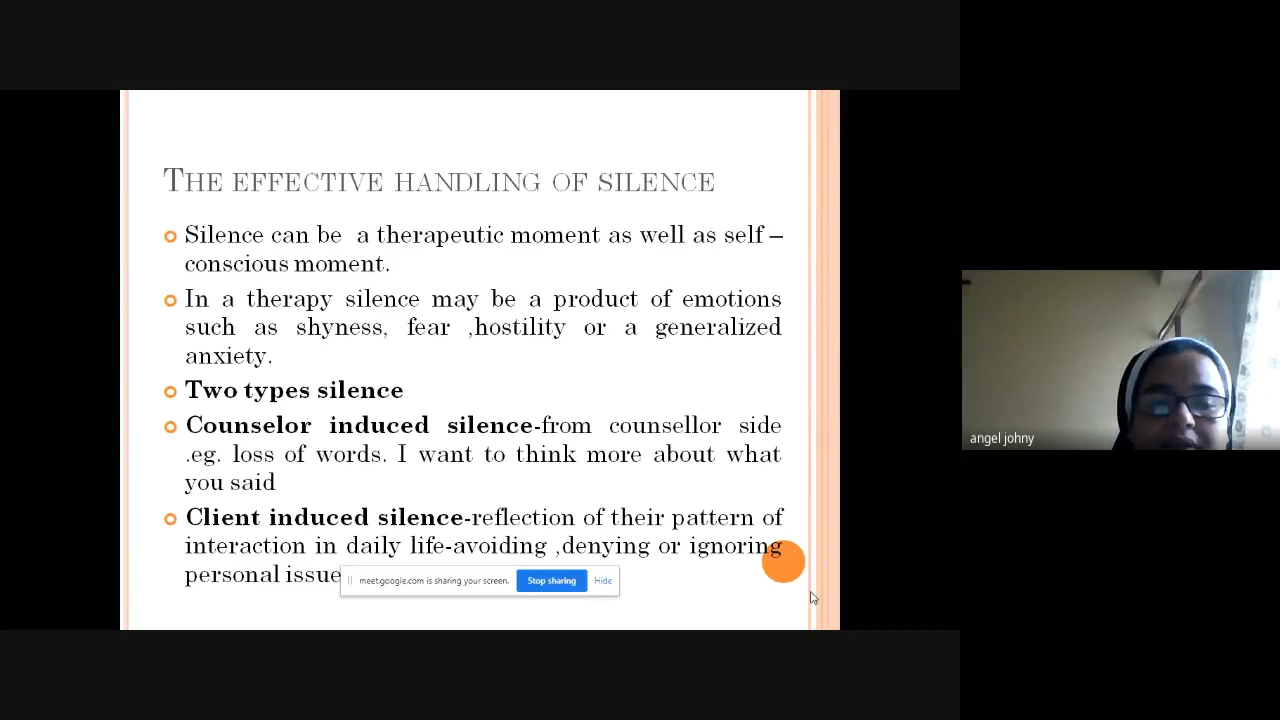 THE EFFECTIVE HANDLING OF SILENCE
Silence can be a therapeutic moment as well as self –
conscious moment.
In a therapy silence may be a product of emotions
such as shyness, fear ,hostility or a generalized
anxiety.
Two types silence
Counselor induced silence-from counsellor side
.eg. loss of words. I want to think more about what
you said
Client induced silence-reflection of their pattern of
interaction in daily life-avoiding ,denying or ignoring
personal issue
meet.google.com is sharing your screen. Stop sharing Hide
angel johny